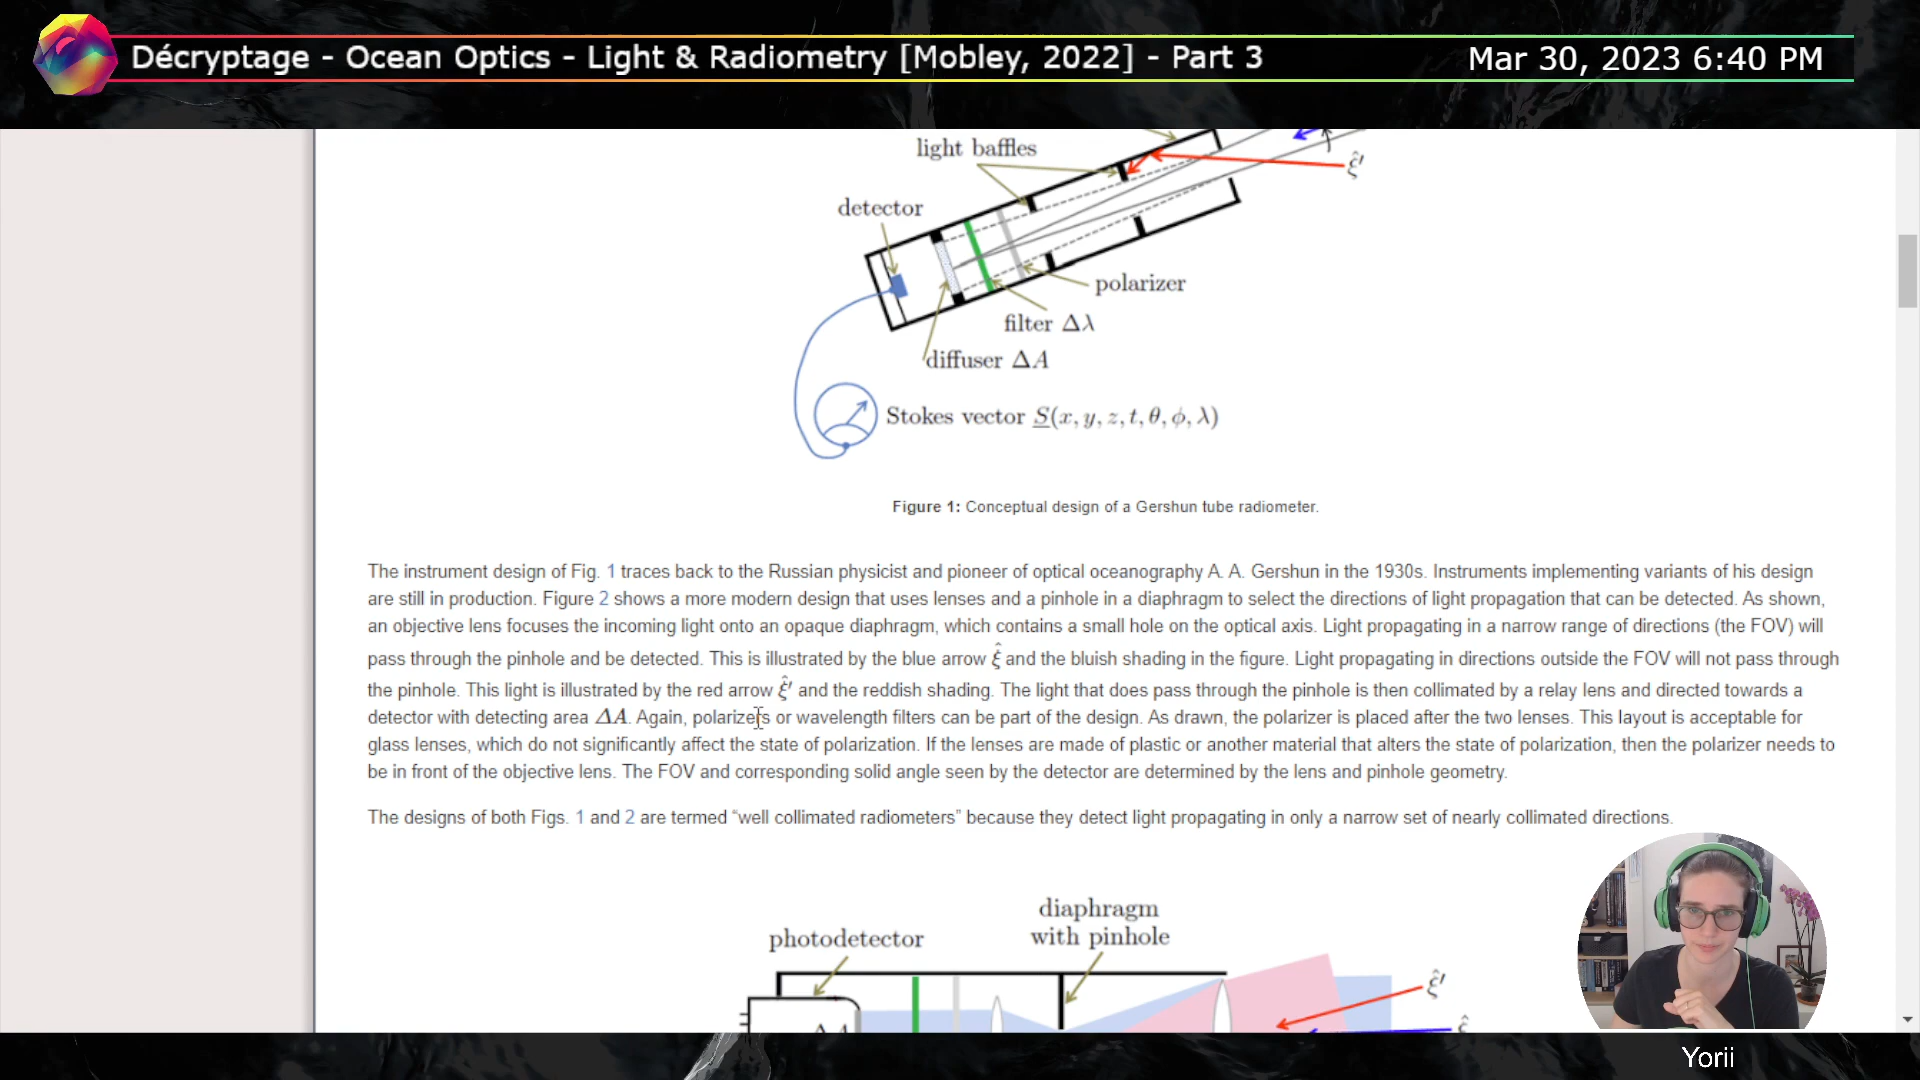 Décryptage - Ocean Optics - Light & Radiometry [Mobley, 2022] - Part 3
Mar 30, 2023 6:40 PM
light baffles
ξ̂′
detector
polarizer
filter Δλ
diffuser ΔA
Stokes vector S(x, y, z, t, θ, ϕ, λ)
Figure 1: Conceptual design of a Gershun tube radiometer.
The instrument design of Fig. 1 traces back to the Russian physicist and pioneer of optical oceanography A. A. Gershun in the 1930s. Instruments implementing variants of his design
are still in production. Figure 2 shows a more modern design that uses lenses and a pinhole in a diaphragm to select the directions of light propagation that can be detected. As shown,
an objective lens focuses the incoming light onto an opaque diaphragm, which contains a small hole on the optical axis. Light propagating in a narrow range of directions (the FOV) will
pass through the pinhole and be detected. This is illustrated by the blue arrow ξ̂ and the bluish shading in the figure. Light propagating in directions outside the FOV will not pass through
the pinhole. This light is illustrated by the red arrow ξ̂′ and the reddish shading. The light that does pass through the pinhole is then collimated by a relay lens and directed towards a
detector with detecting area ΔA. Again, polarizers or wavelength filters can be part of the design. As drawn, the polarizer is placed after the two lenses. This layout is acceptable for
glass lenses, which do not significantly affect the state of polarization. If the lenses are made of plastic or another material that alters the state of polarization, then the polarizer needs to
be in front of the objective lens. The FOV and corresponding solid angle seen by the detector are determined by the lens and pinhole geometry.
The designs of both Figs. 1 and 2 are termed “well collimated radiometers” because they detect light propagating in only a narrow set of nearly collimated directions.
diaphragm
with pinhole
photodetector
ξ̂′
ξ̂
Yorii